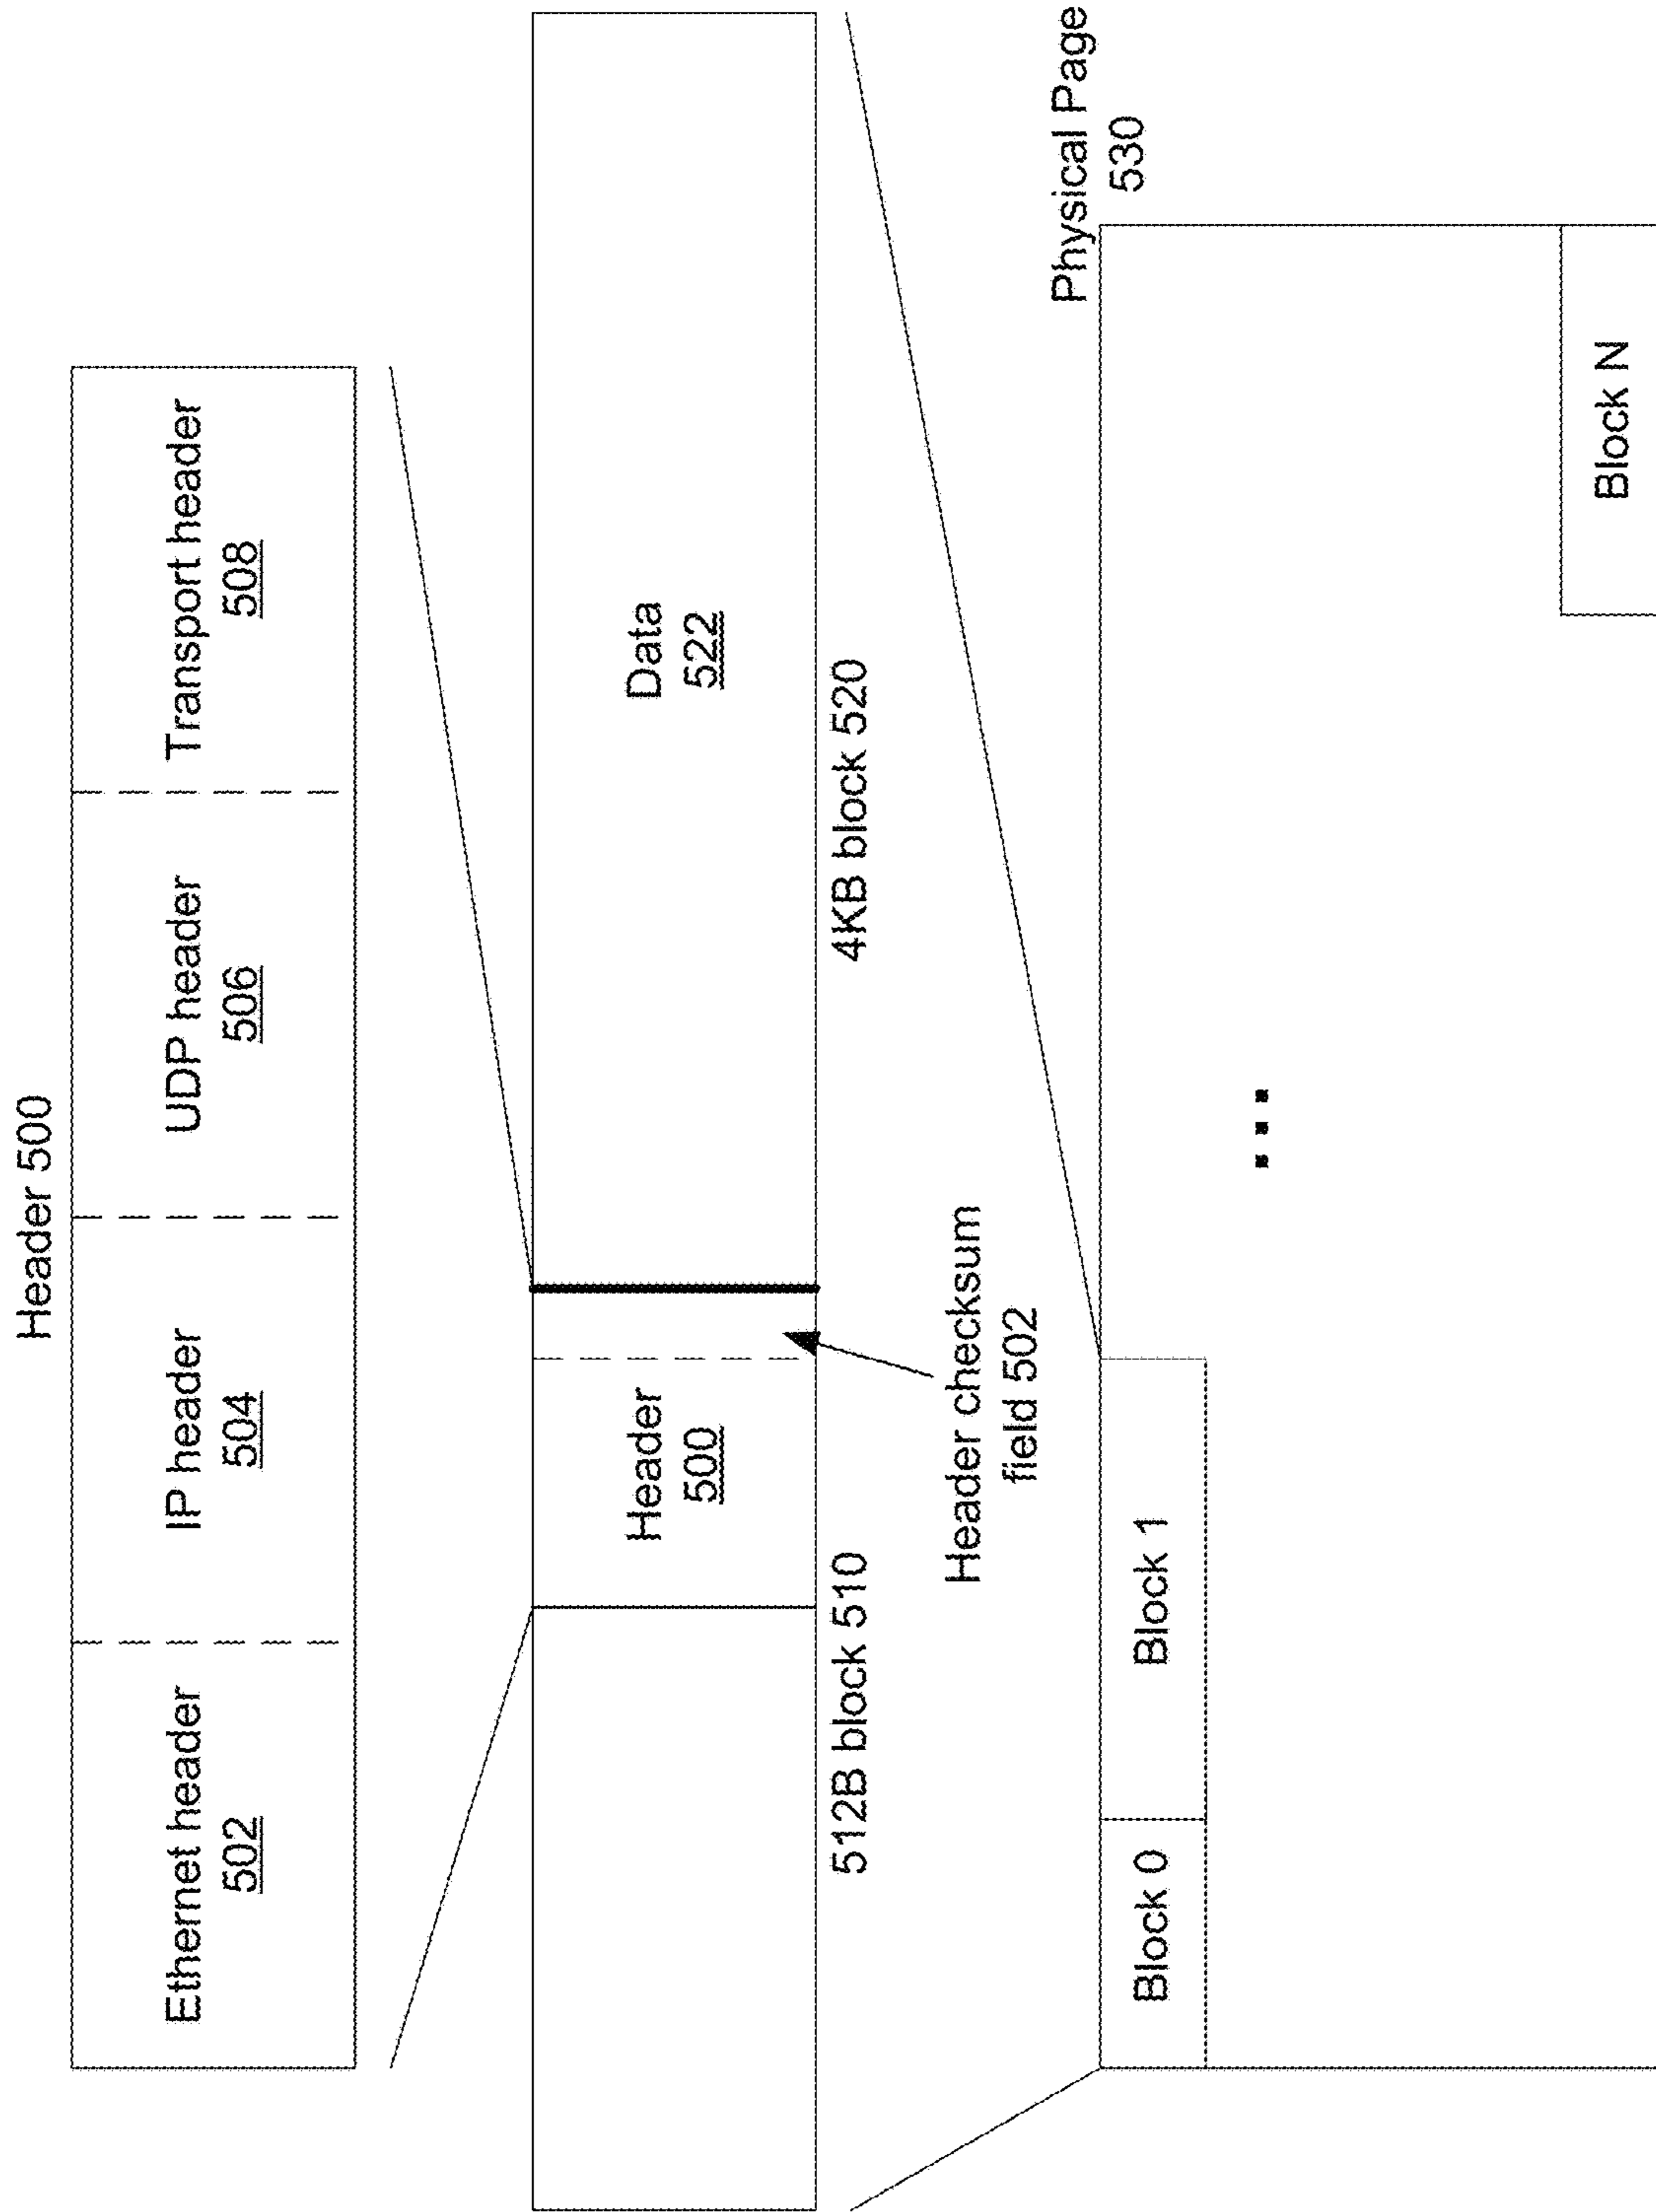 Header 500
Ethernet header
502
IP header
504
UDP header
506
Transport header
508
Header
500
Data
522
512B block 510
4KB block 520
Header checksum
field 502
Physical Page
530
Block 0
Block 1
Block N